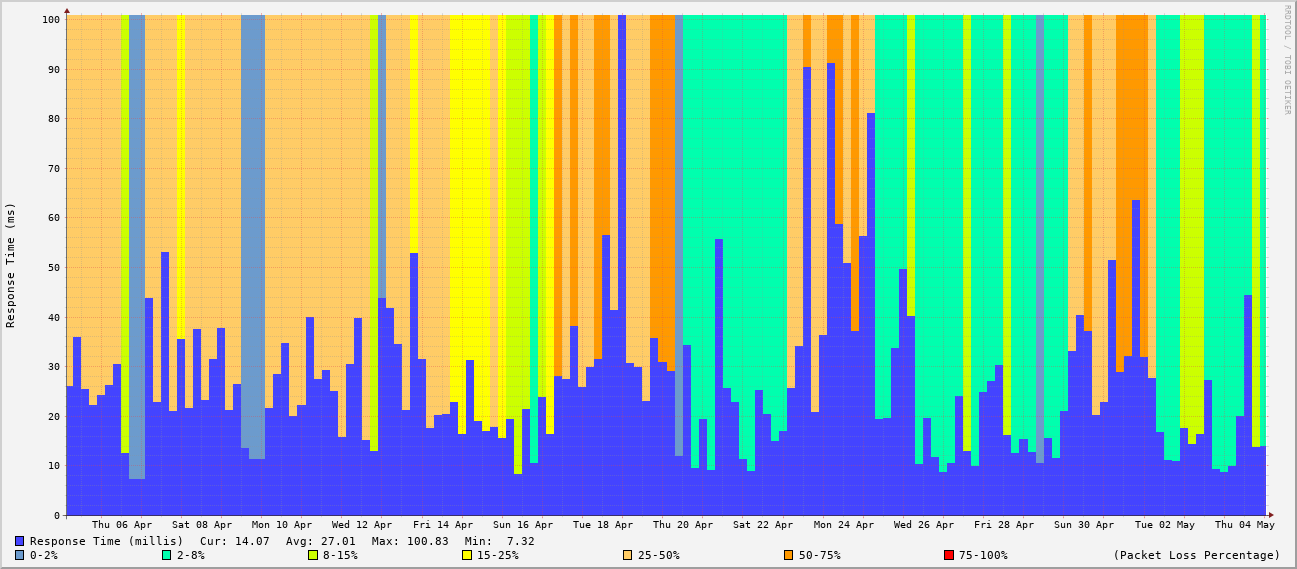 RRDTOOL / TOBI OETIKER
Response Time (ms)
100
90
80
70
60
50
40
30
20
10
0
Thu 06 Apr Sat 08 Apr Mon 10 Apr Wed 12 Apr Fri 14 Apr Sun 16 Apr Tue 18 Apr Thu 20 Apr Sat 22 Apr Mon 24 Apr Wed 26 Apr Fri 28 Apr Sun 30 Apr Tue 02 May Thu 04 May
Response Time (millis) Cur: 14.07 Avg: 27.01 Max: 100.83 Min: 7.32
0-2% 2-8% 8-15% 15-25% 25-50% 50-75% 75-100% (Packet Loss Percentage)